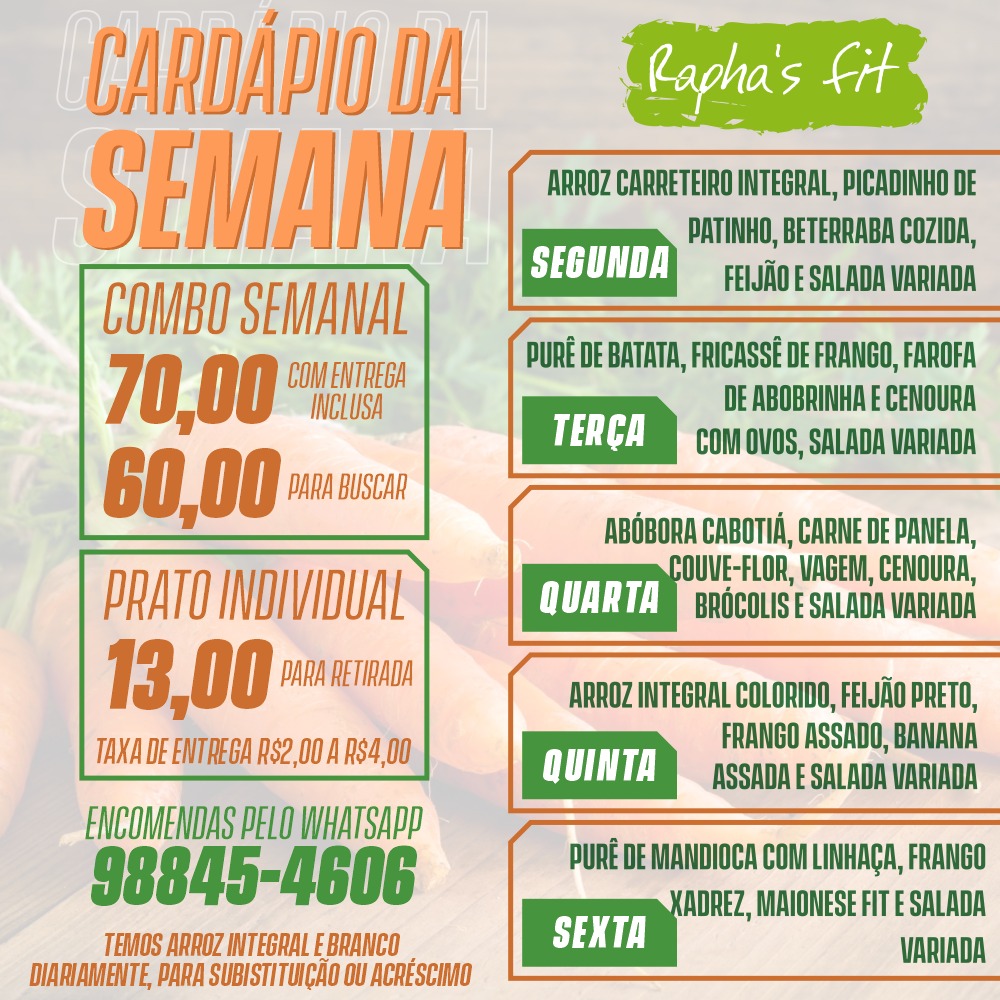 CARDÁPIO DA
SEMANA
COMBO SEMANAL
70,00 COM ENTREGA
INCLUSA
60,00 PARA BUSCAR
PRATO INDIVIDUAL
13,00 PARA RETIRADA
TAXA DE ENTREGA R$2,00 A R$4,00
ENCOMENDAS PELO WHATSAPP
98845-4606
TEMOS ARROZ INTEGRAL E BRANCO
DIARIAMENTE, PARA SUBISTITUIÇÃO OU ACRÉSCIMO
Rapha's fit
SEGUNDA
ARROZ CARRETEIRO INTEGRAL, PICADINHO DE
PATINHO, BETERRABA COZIDA,
FEIJÃO E SALADA VARIADA
TERÇA
PURÊ DE BATATA, FRICASSÊ DE FRANGO, FAROFA
DE ABOBRINHA E CENOURA
COM OVOS, SALADA VARIADA
QUARTA
ABÓBORA CABOTIÁ, CARNE DE PANELA,
COUVE-FLOR, VAGEM, CENOURA,
BRÓCOLIS E SALADA VARIADA
QUINTA
ARROZ INTEGRAL COLORIDO, FEIJÃO PRETO,
FRANGO ASSADO, BANANA
ASSADA E SALADA VARIADA
SEXTA
PURÊ DE MANDIOCA COM LINHAÇA, FRANGO
XADREZ, MAIONESE FIT E SALADA
VARIADA